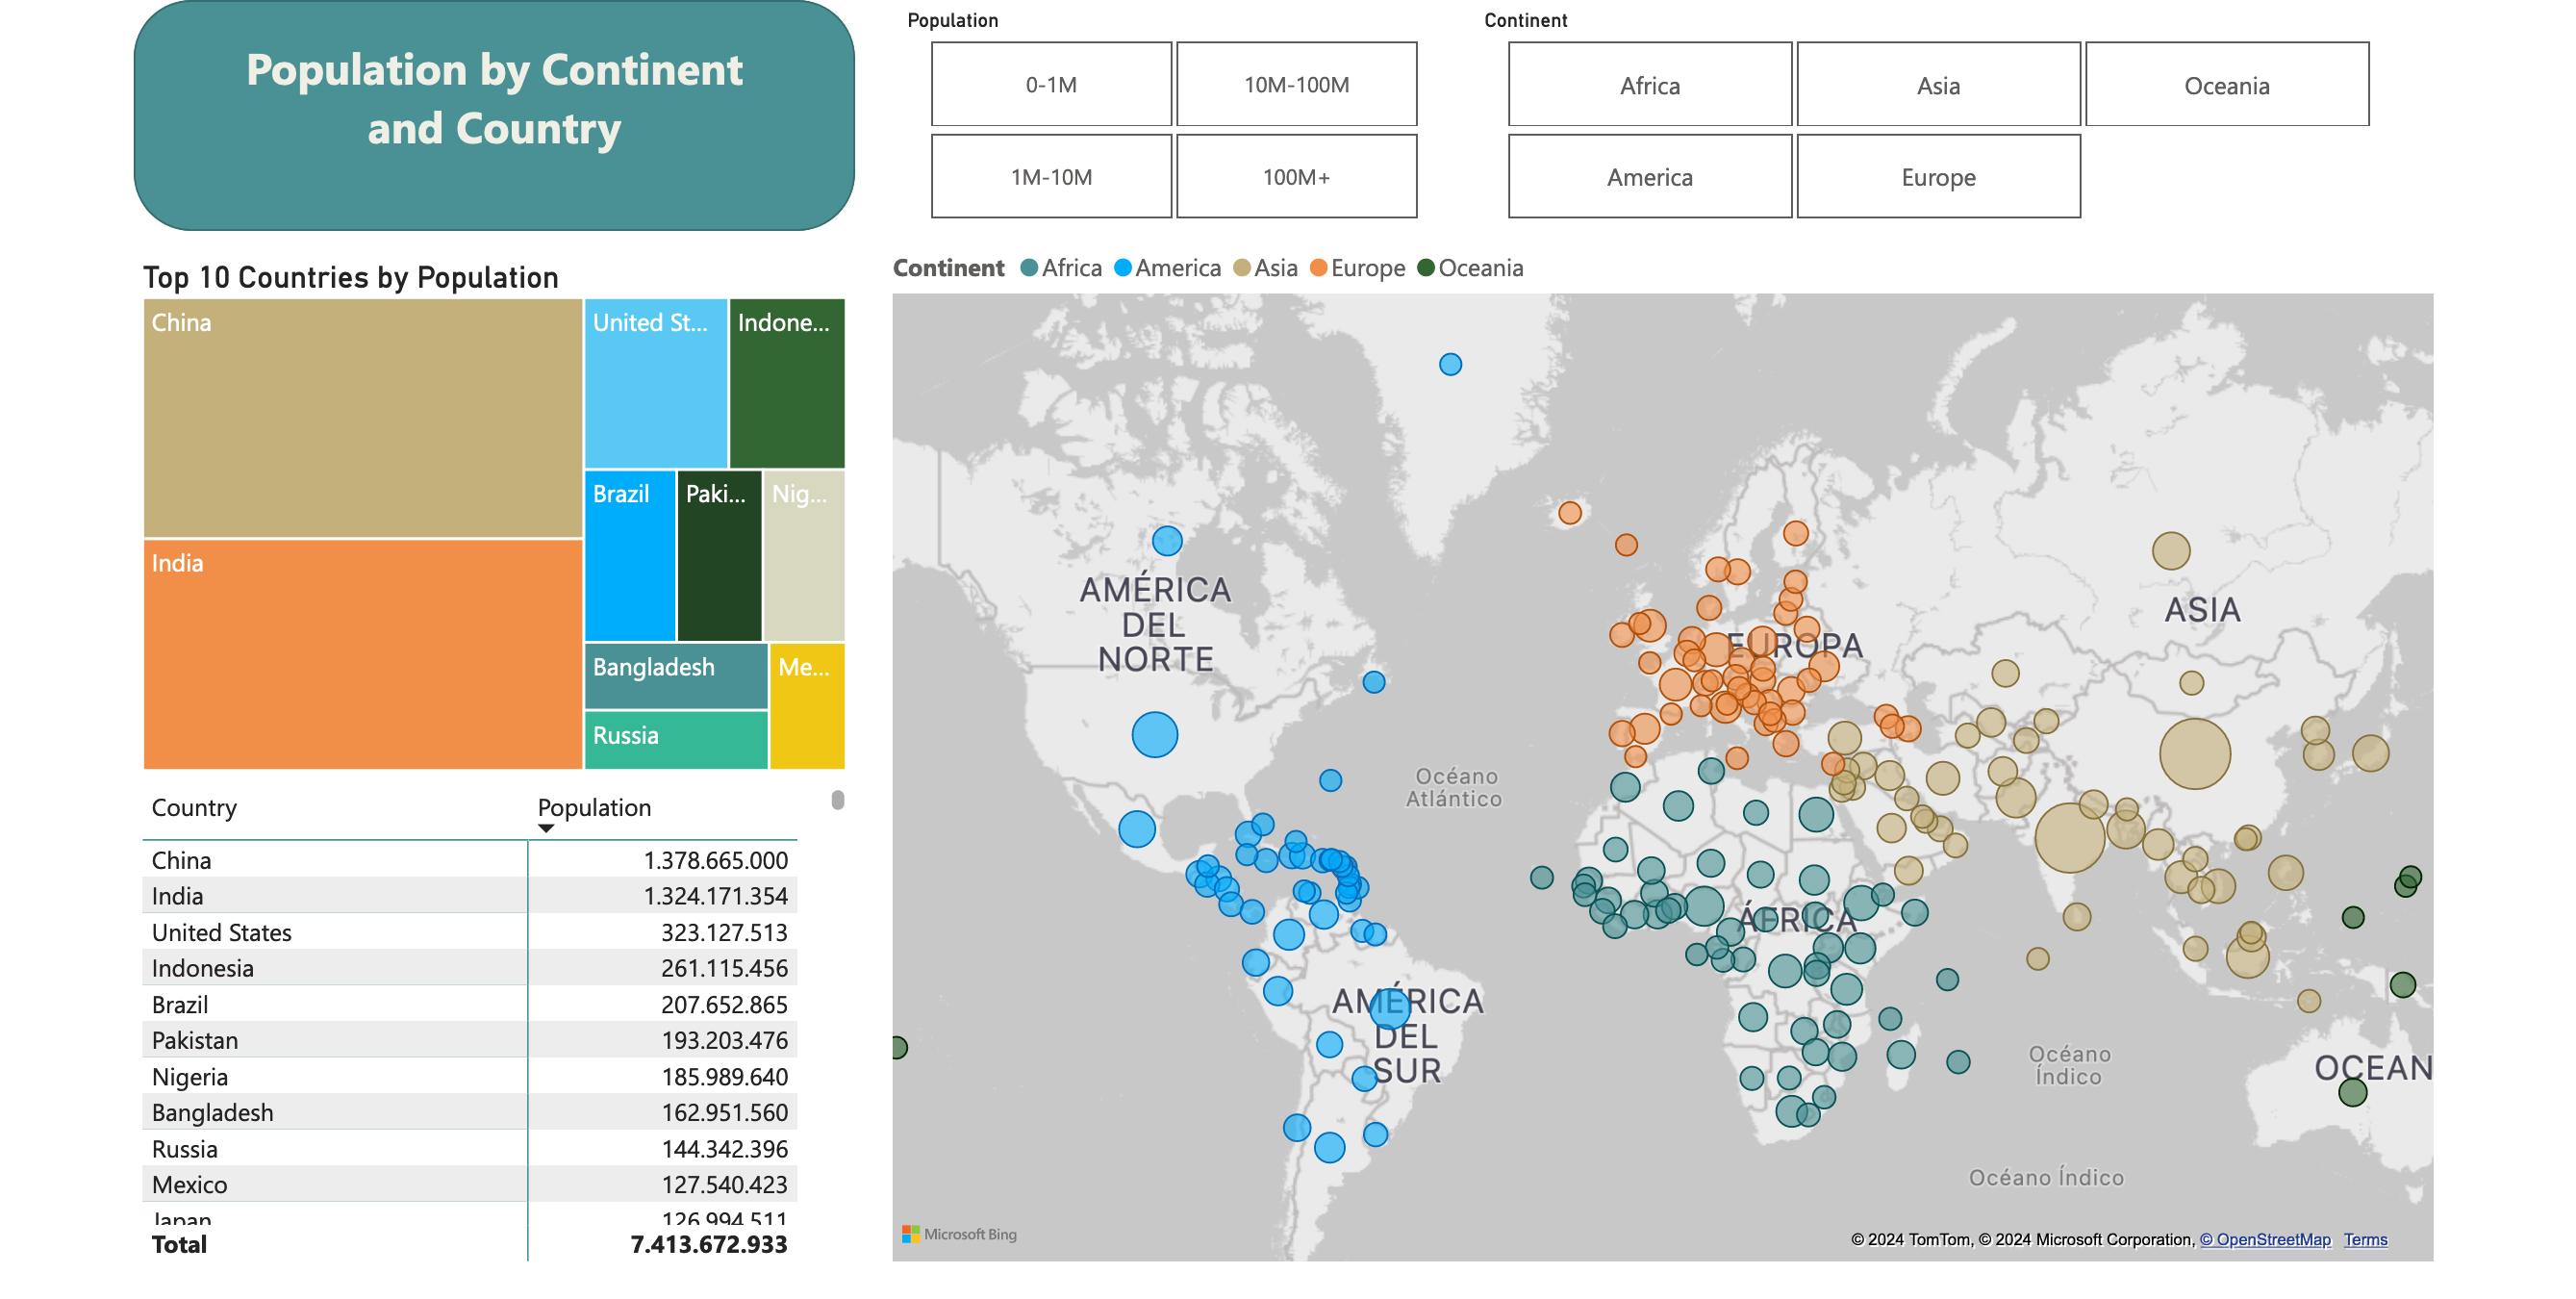 Population by Continent
and Country
Population
0-1M
10M-100M
1M-10M
100M+
Continent
Africa
Asia
Oceania
America
Europe
Top 10 Countries by Population
China
United St...
Indone...
India
Brazil
Paki...
Nig...
Bangladesh
Me...
Russia
Country Population
China 1.378.665.000
India 1.324.171.354
United States 323.127.513
Indonesia 261.115.456
Brazil 207.652.865
Pakistan 193.203.476
Nigeria 185.989.640
Bangladesh 162.951.560
Russia 144.342.396
Mexico 127.540.423
Japan 126.994.511
Total 7.413.672.933
Continent Africa America Asia Europe Oceania
AMÉRICA
DEL
NORTE
EUROPA
ASIA
Océano
Atlántico
ÁFRICA
AMÉRICA
DEL
SUR
Océano
Índico
OCEAN
Océano Índico
Microsoft Bing
© 2024 TomTom, © 2024 Microsoft Corporation, © OpenStreetMap Terms